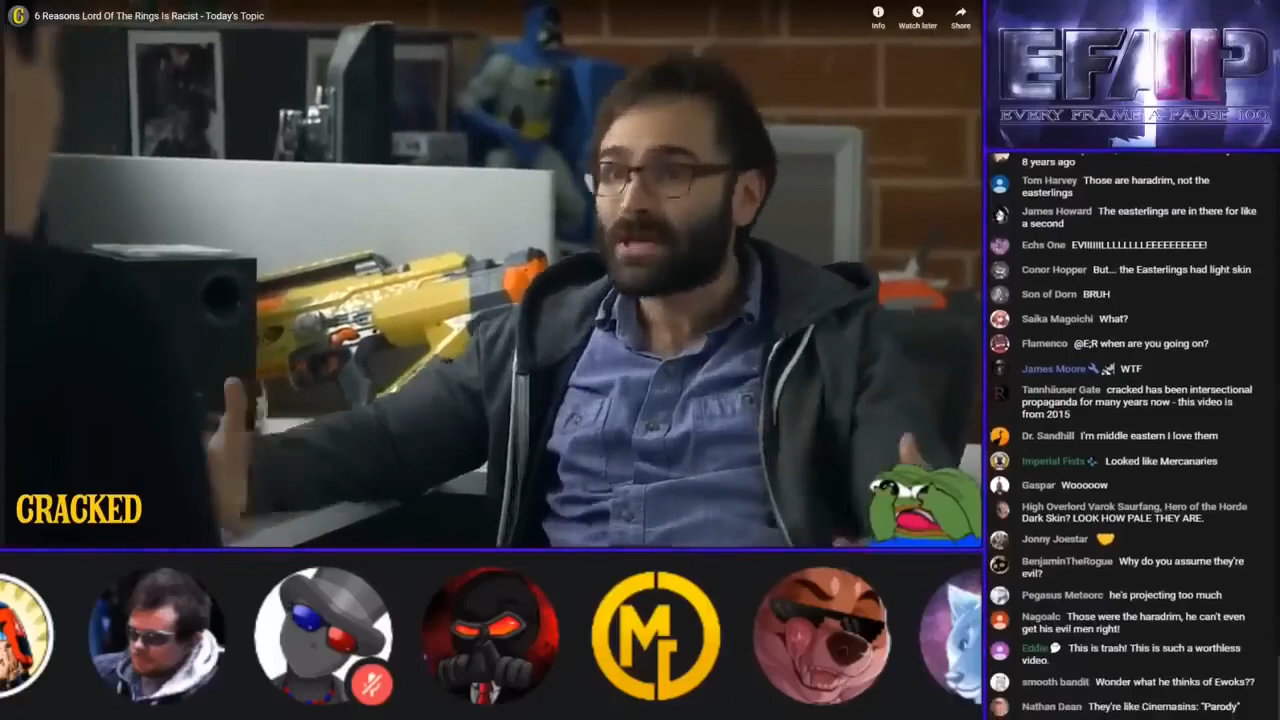 6 Reasons Lord Of The Rings Is Racist - Today's Topic
Info
Watch later
Share
CRACKED
EFAP
EVERY FRAME A PAUSE 100
8 years ago
Tom Harvey Those are haradrim, not the
easterlings
James Howard The easterlings are in there for like
a second
Echs One EVIIIIIILLLLLLLLEEEEEEEEEE!
Conor Hopper But... the Easterlings had light skin
Son of Dorn BRUH
Saika Magoichi What?
Flamenco @E;R when are you going on?
James Moore WTF
Tannhäuser Gate cracked has been intersectional
propaganda for many years now - this video is
from 2015
Dr. Sandhill I'm middle eastern I love them
Imperial Fists Looked like Mercanaries
Gaspar Wooooow
High Overlord Varok Saurfang, Hero of the Horde
Dark Skin? LOOK HOW PALE THEY ARE.
Jonny Joestar
BenjaminTheRogue Why do you assume they're
evil?
Pegasus Meteorc he's projecting too much
Nagoalc Those were the haradrim, he can't even
get his evil men right!
Eddie This is trash! This is such a worthless
video.
smooth bandit Wonder what he thinks of Ewoks??
Nathan Dean They're like Cinemasins: "Parody"